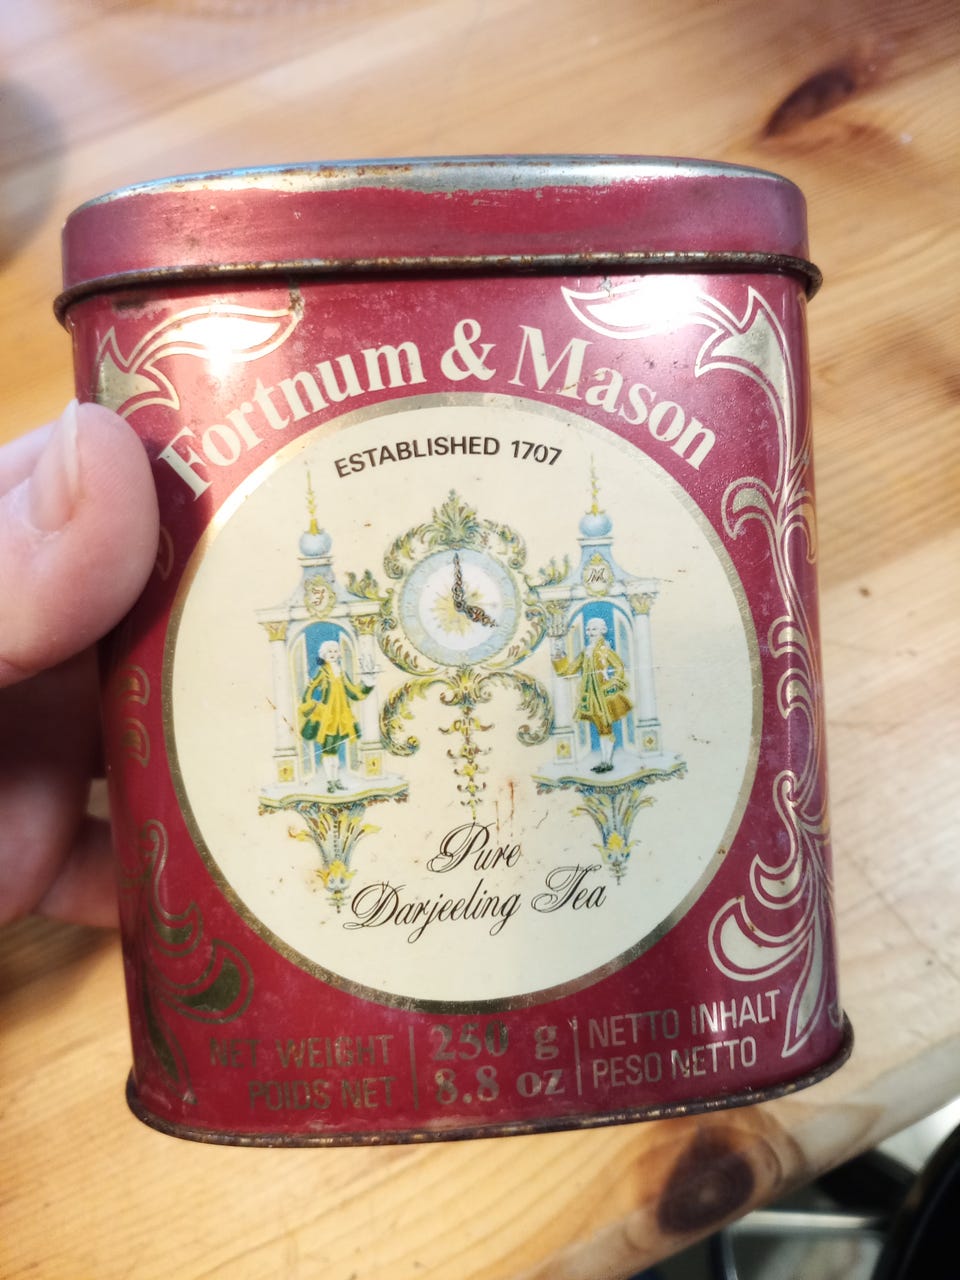 Fortnum & Mason
ESTABLISHED 1707
F
M
Pure
Darjeeling Tea
NET WEIGHT
POIDS NET
250 g
8.8 oz
NETTO INHALT
PESO NETTO